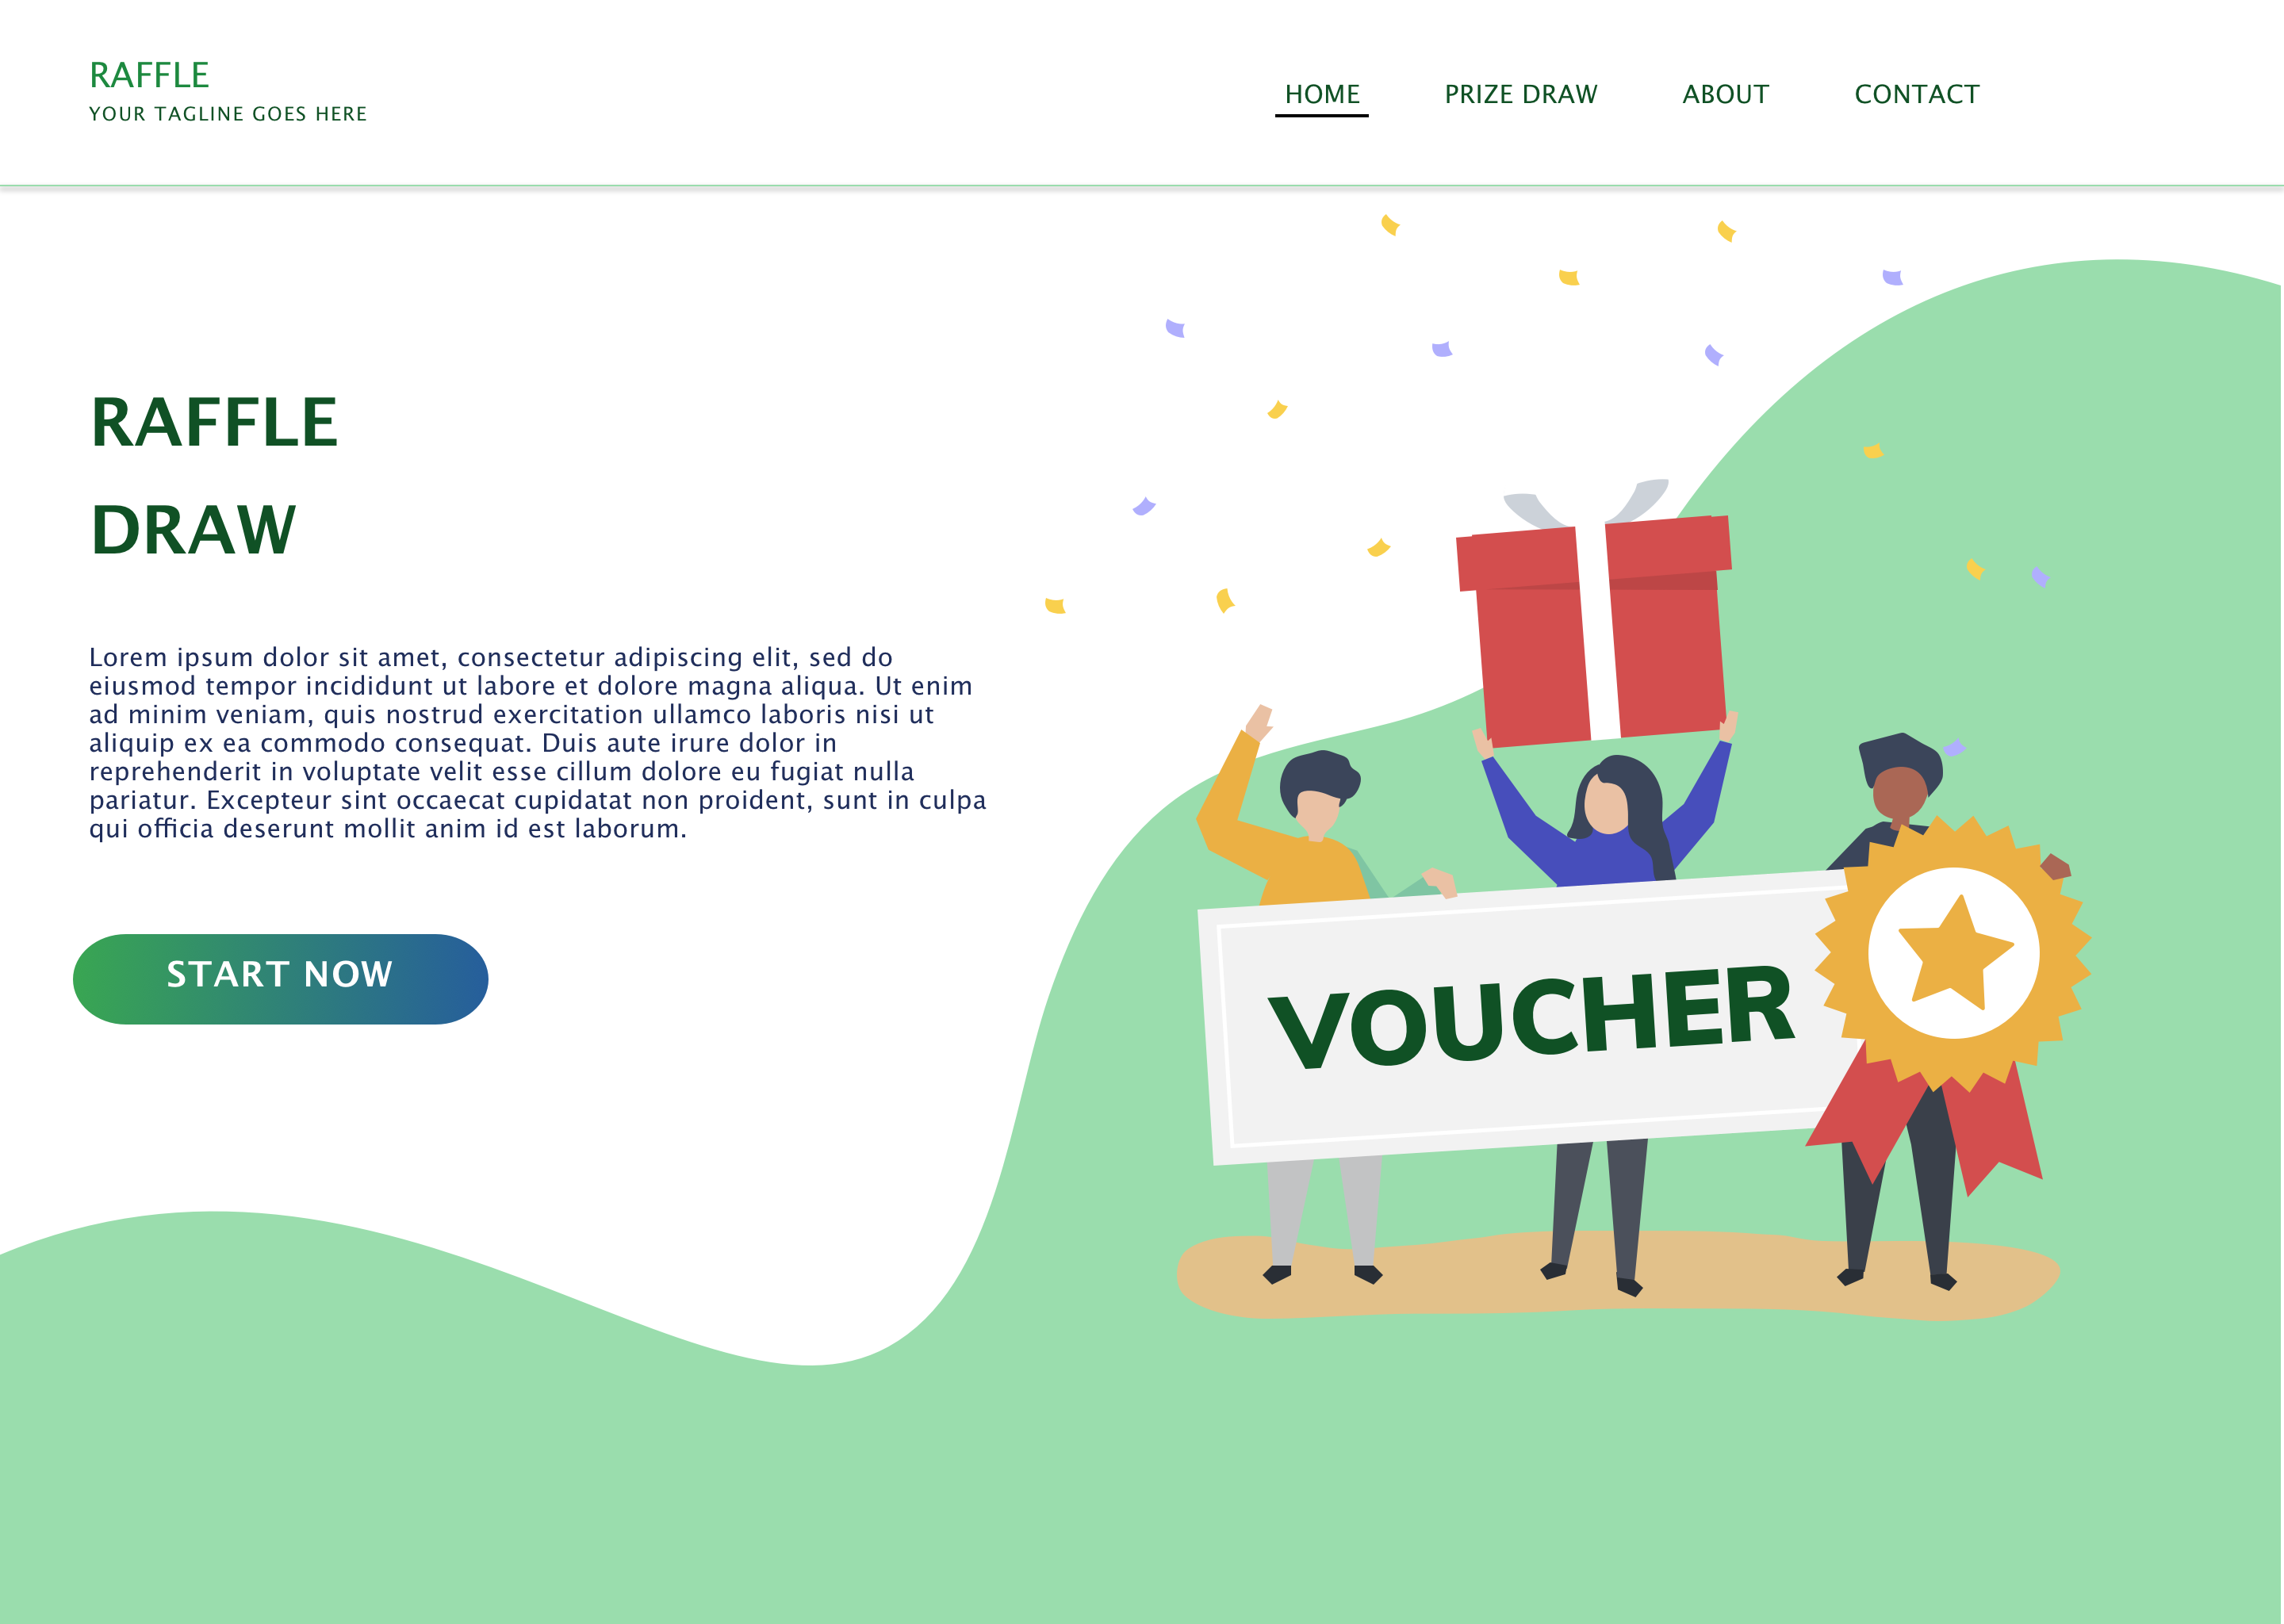 RAFFLE
YOUR TAGLINE GOES HERE
HOME PRIZE DRAW ABOUT CONTACT
RAFFLE
DRAW
Lorem ipsum dolor sit amet, consectetur adipiscing elit, sed do
eiusmod tempor incididunt ut labore et dolore magna aliqua. Ut enim
ad minim veniam, quis nostrud exercitation ullamco laboris nisi ut
aliquip ex ea commodo consequat. Duis aute irure dolor in
reprehenderit in voluptate velit esse cillum dolore eu fugiat nulla
pariatur. Excepteur sint occaecat cupidatat non proident, sunt in culpa
qui officia deserunt mollit anim id est laborum.
START NOW
VOUCHER